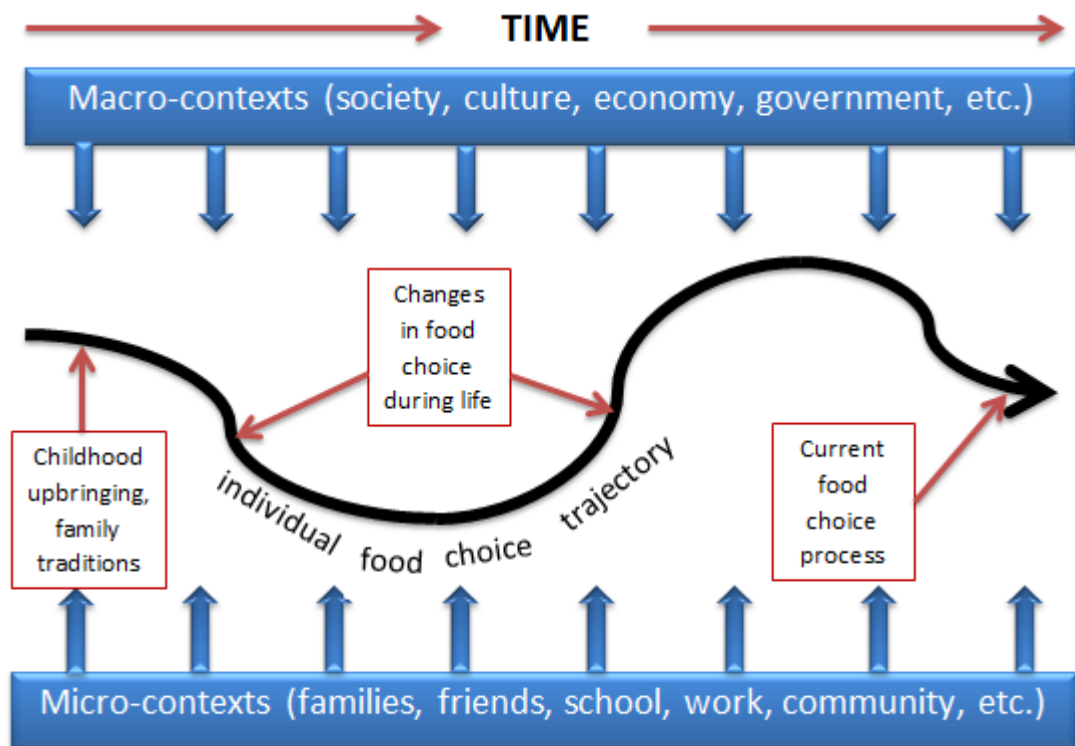 TIME
Macro-contexts (society, culture, economy, government, etc.)
Changes
in food
choice
during life
Childhood
upbringing,
family
traditions
individual food choice trajectory
Current
food
choice
process
Micro-contexts (families, friends, school, work, community, etc.)